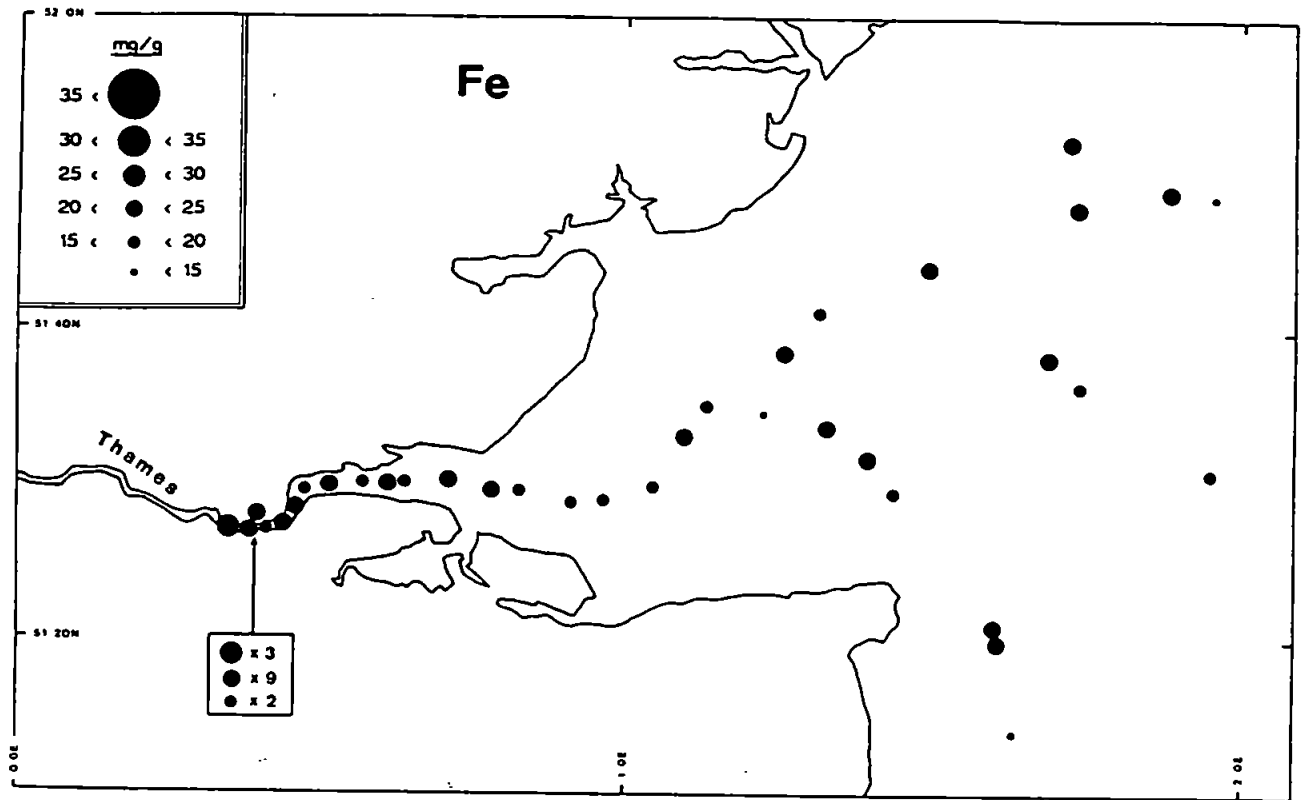 52 0N
mg/g
35 <
30 < < 35
25 < < 30
20 < < 25
15 < < 20
< 15
Fe
51 40N
Thames
51 20N
x 3
x 9
x 2
0 0E
1 0E
2 0E